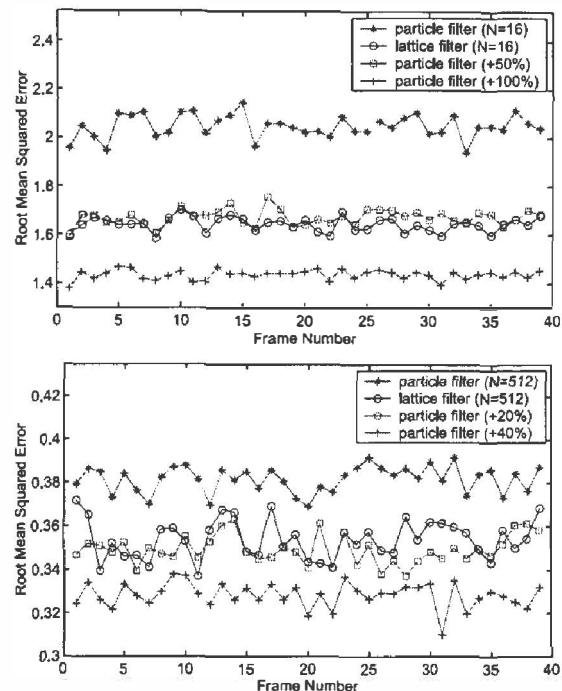 2.4
2.2
2
1.8
1.6
1.4
Root Mean Squared Error
particle filter (N=16)
lattice filter (N=16)
particle filter (+50%)
particle filter (+100%)
0 5 10 15 20 25 30 35 40
Frame Number
0.42
0.4
0.38
0.36
0.34
0.32
0.3
Root Mean Squared Error
particle filter (N=512)
lattice filter (N=512)
particle filter (+20%)
particle filter (+40%)
0 5 10 15 20 25 30 35 40
Frame Number